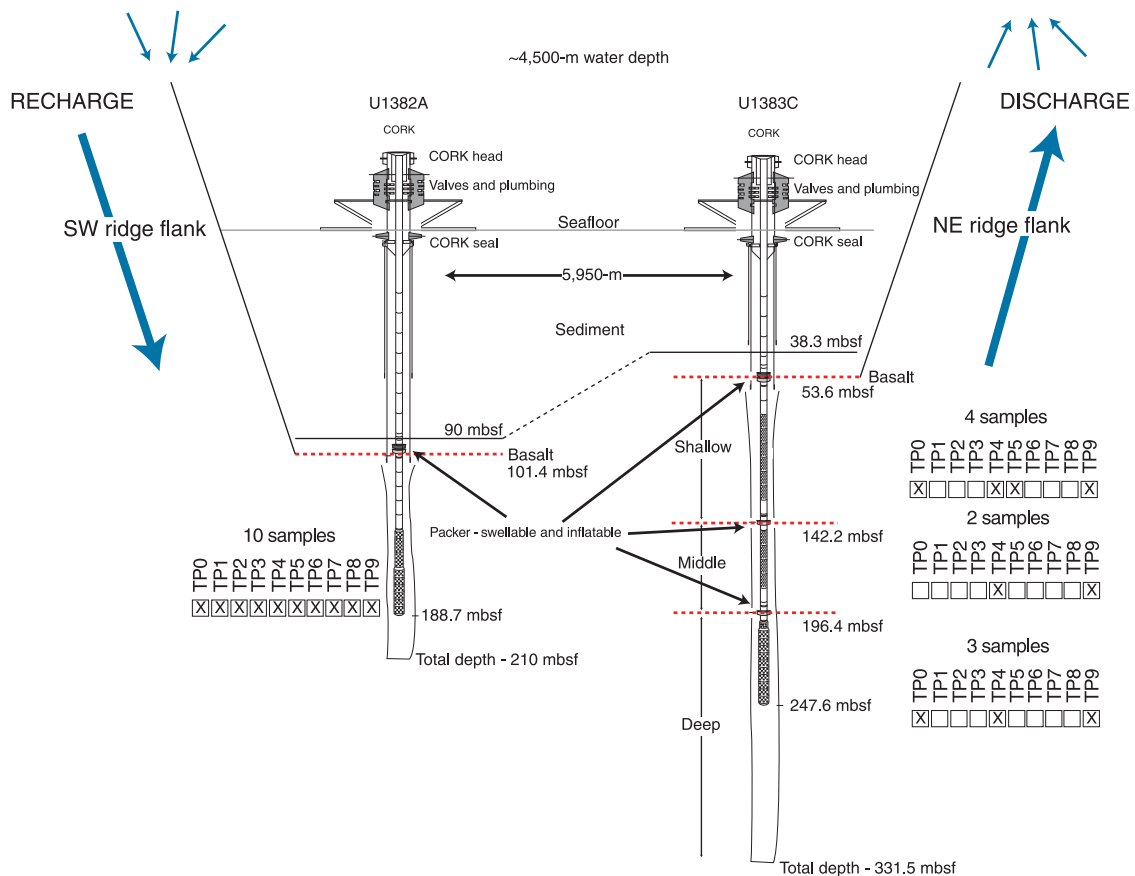 ~4,500-m water depth
RECHARGE
U1382A
U1383C
DISCHARGE
CORK
CORK
CORK head
CORK head
Valves and plumbing
Valves and plumbing
SW ridge flank
Seafloor
NE ridge flank
CORK seal
CORK seal
5,950-m
Sediment
38.3 mbsf
Basalt
53.6 mbsf
90 mbsf
Basalt
101.4 mbsf
Shallow
4 samples
TP0 TP1 TP2 TP3 TP4 TP5 TP6 TP7 TP8 TP9
X X X X
Packer - swellable and inflatable
142.2 mbsf
2 samples
TP0 TP1 TP2 TP3 TP4 TP5 TP6 TP7 TP8 TP9
X X
10 samples
TP0 TP1 TP2 TP3 TP4 TP5 TP6 TP7 TP8 TP9
X X X X X X X X X X
Middle
188.7 mbsf
196.4 mbsf
Total depth - 210 mbsf
3 samples
TP0 TP1 TP2 TP3 TP4 TP5 TP6 TP7 TP8 TP9
X X X
247.6 mbsf
Deep
Total depth - 331.5 mbsf